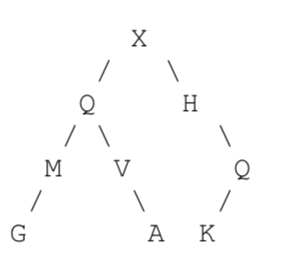 X
/ \
Q H
/ \ \
M V Q
/ \ /
G A K